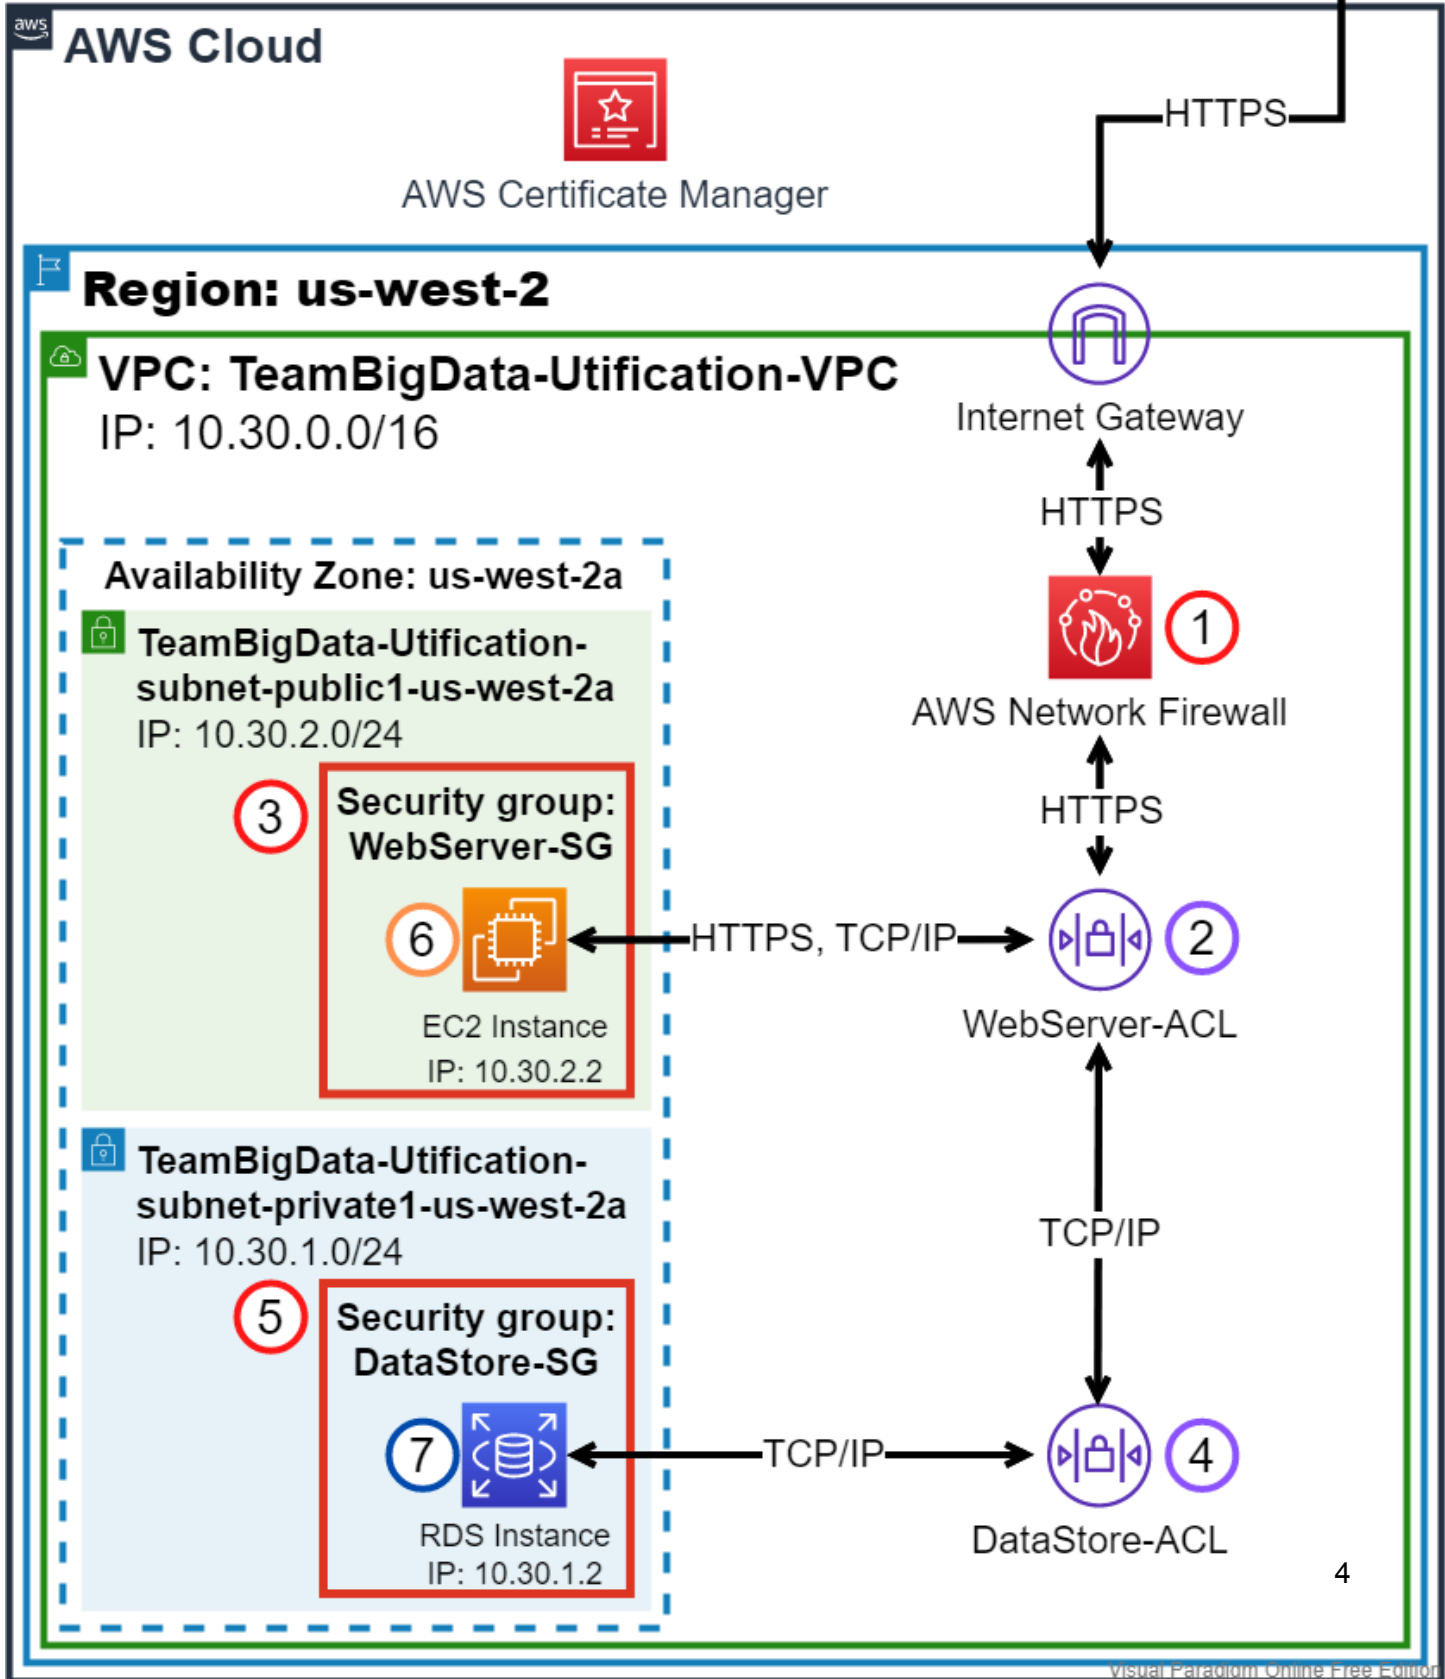 aws
AWS Cloud
HTTPS
AWS Certificate Manager
Region: us-west-2
VPC: TeamBigData-Utification-VPC
IP: 10.30.0.0/16
Internet Gateway
HTTPS
Availability Zone: us-west-2a
TeamBigData-Utification-
subnet-public1-us-west-2a
IP: 10.30.2.0/24
1
AWS Network Firewall
HTTPS
3
Security group:
WebServer-SG
6
HTTPS, TCP/IP
2
EC2 Instance
IP: 10.30.2.2
WebServer-ACL
TeamBigData-Utification-
subnet-private1-us-west-2a
IP: 10.30.1.0/24
TCP/IP
5
Security group:
DataStore-SG
7
TCP/IP
4
RDS Instance
IP: 10.30.1.2
DataStore-ACL
4
Visual Paradigm Online Free Edition